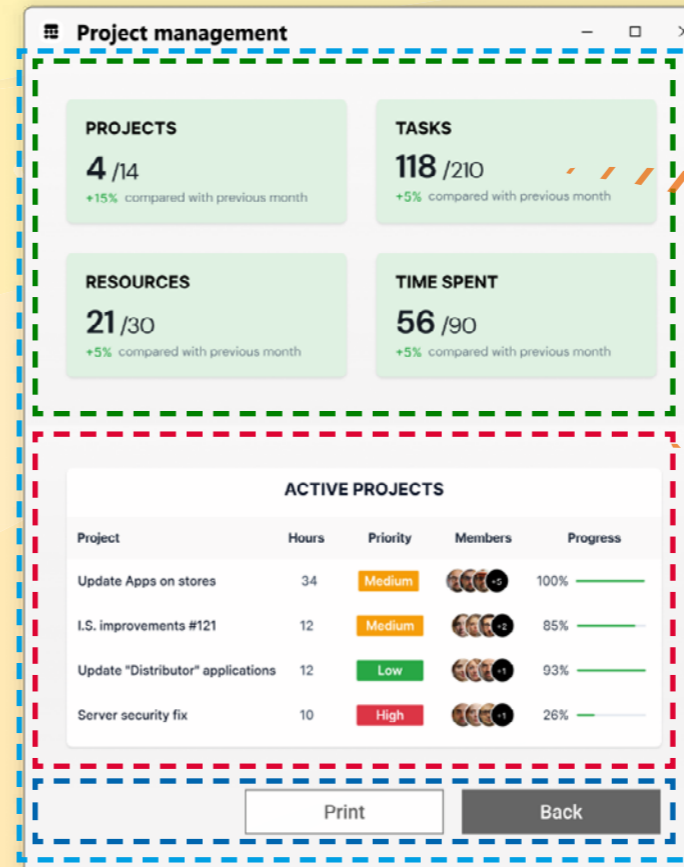 Project management
PROJECTS
4 /14
+15% compared with previous month
TASKS
118 /210
+5% compared with previous month
RESOURCES
21 /30
+5% compared with previous month
TIME SPENT
56 /90
+5% compared with previous month
ACTIVE PROJECTS
Project Hours Priority Members Progress
Update Apps on stores 34 Medium +5 100%
I.S. improvements #121 12 Medium +2 85%
Update "Distributor" applications 12 Low +1 93%
Server security fix 10 High +1 26%
Print Back